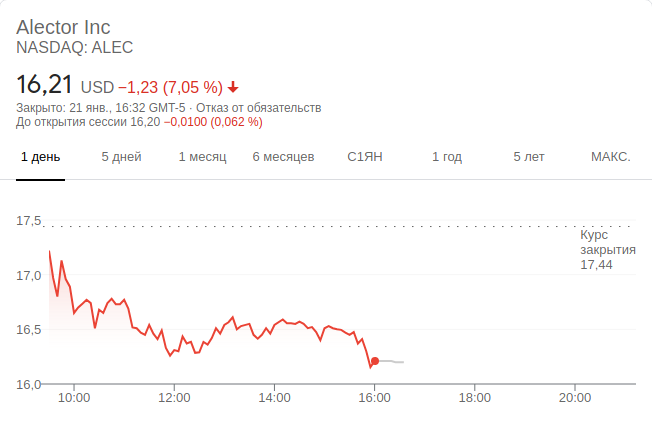 Alector Inc
NASDAQ: ALEC
16,21 USD −1,23 (7,05 %)
Закрыто: 21 янв., 16:32 GMT-5 · Отказ от обязательств
До открытия сессии 16,20 −0,0100 (0,062 %)
1 день 5 дней 1 месяц 6 месяцев С1ЯН 1 год 5 лет МАКС.
17,5
Курс
закрытия
17,44
17,0
16,5
16,0
10:00 12:00 14:00 16:00 18:00 20:00